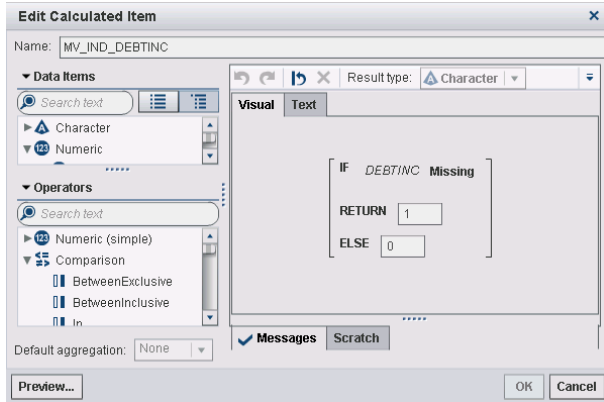 Edit Calculated Item
Name: MV_IND_DEBTINC
Data Items
Search text
Character
Numeric
Operators
Search text
Numeric (simple)
Comparison
BetweenExclusive
BetweenInclusive
In
Default aggregation: None
Result type: Character
Visual Text
IF DEBTINC Missing
RETURN 1
ELSE 0
Messages Scratch
Preview... OK Cancel